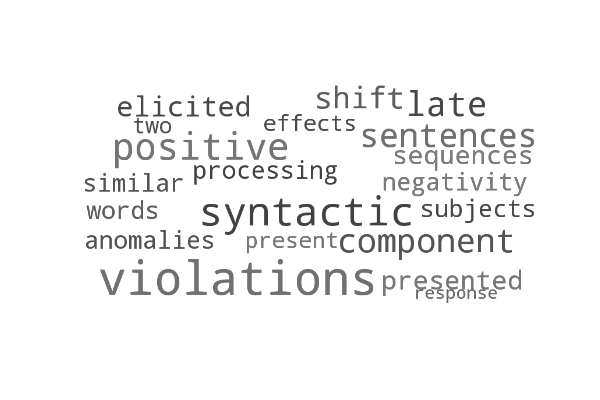 elicited shift late
two effects
positive sentences
sequences
similar processing negativity
words syntactic subjects
anomalies present component
violations presented
response